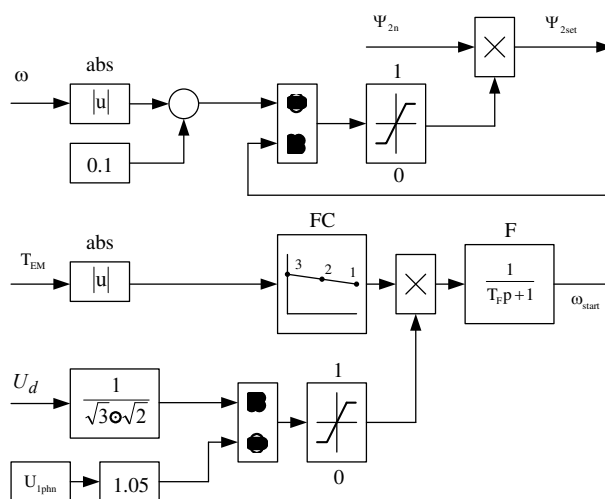 Ψ2n
Ψ2set
ω
abs
|u|
1
0.1
0
FC
F
abs
TEM
|u|
3
2
1
1
TFp+1
ωstart
Ud
1
√3⊙√2
1
0
U1phn
1.05